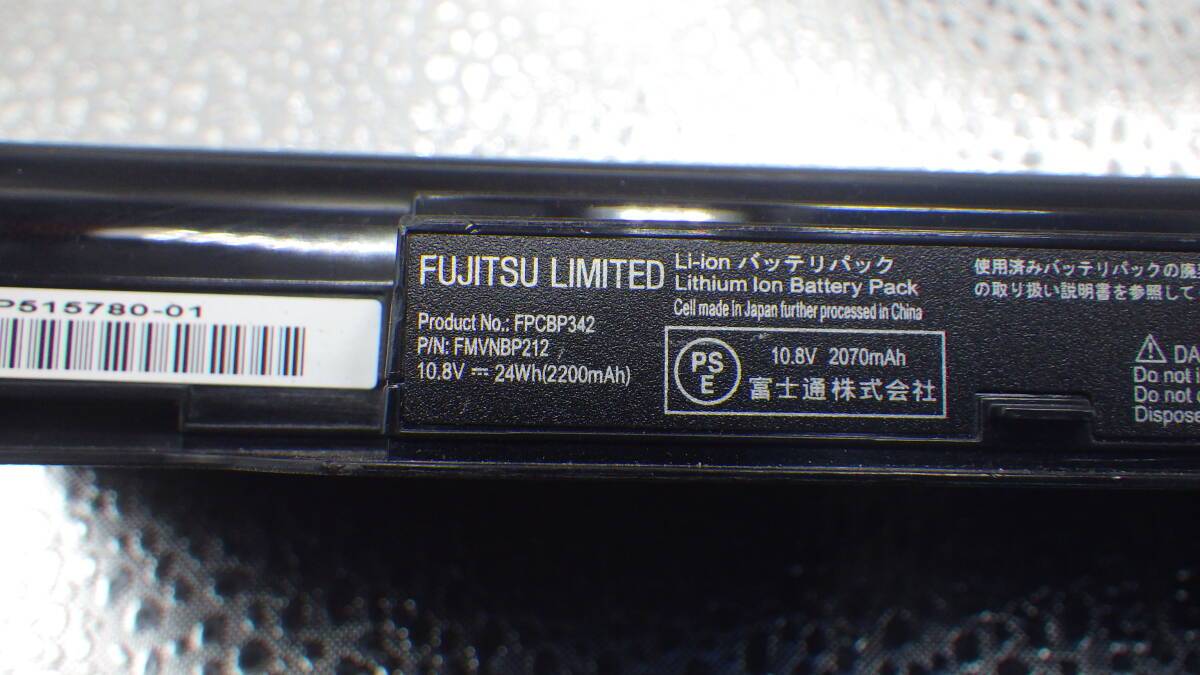 P515780-01
FUJITSU LIMITED
Product No.: FPCBP342
P/N: FMVNBP212
10.8V ⎓ 24Wh(2200mAh)
Li-ion バッテリパック
Lithium Ion Battery Pack
Cell made in Japan further processed in China
PS
E
10.8V 2070mAh
富士通株式会社
使用済みバッテリパックの廃
の取り扱い説明書を参照して
DA
Do not i
Do not
Dispose